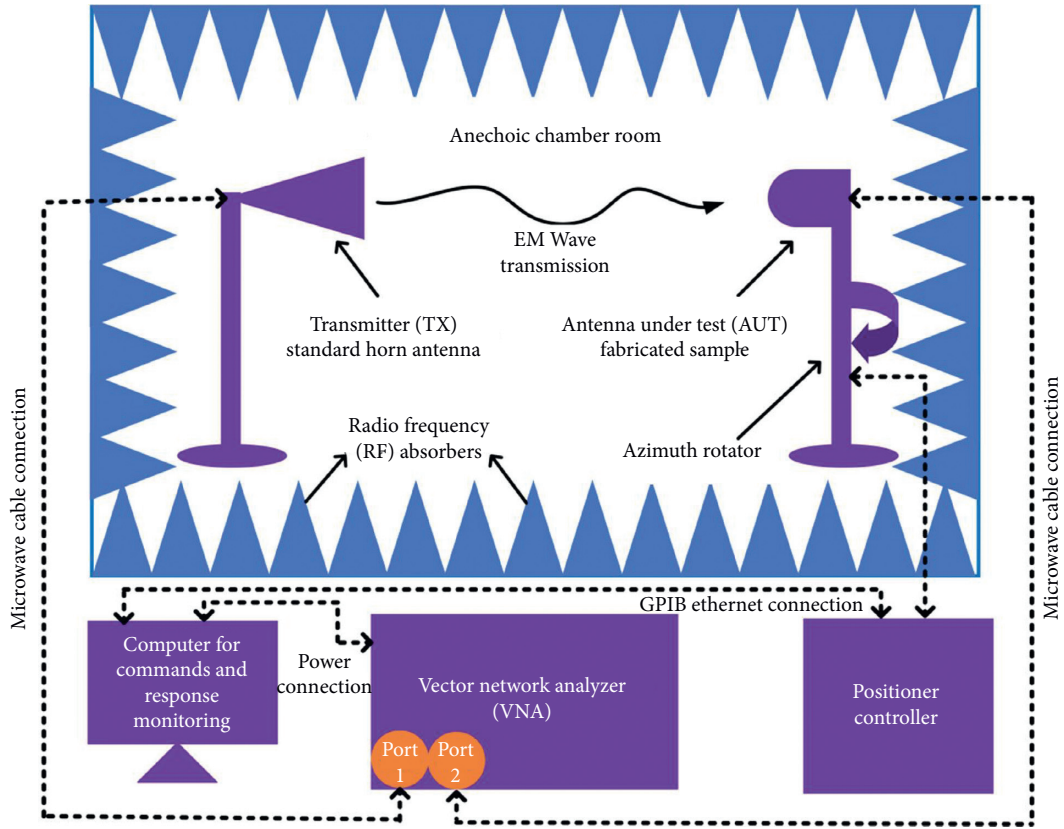 Anechoic chamber room
EM Wave
transmission
Transmitter (TX)
standard horn antenna
Antenna under test (AUT)
fabricated sample
Radio frequency
(RF) absorbers
Azimuth rotator
Microwave cable connection
Microwave cable connection
GPIB ethernet connection
Computer for
commands and
response
monitoring
Power
connection
Vector network analyzer
(VNA)
Port
1
Port
2
Positioner
controller